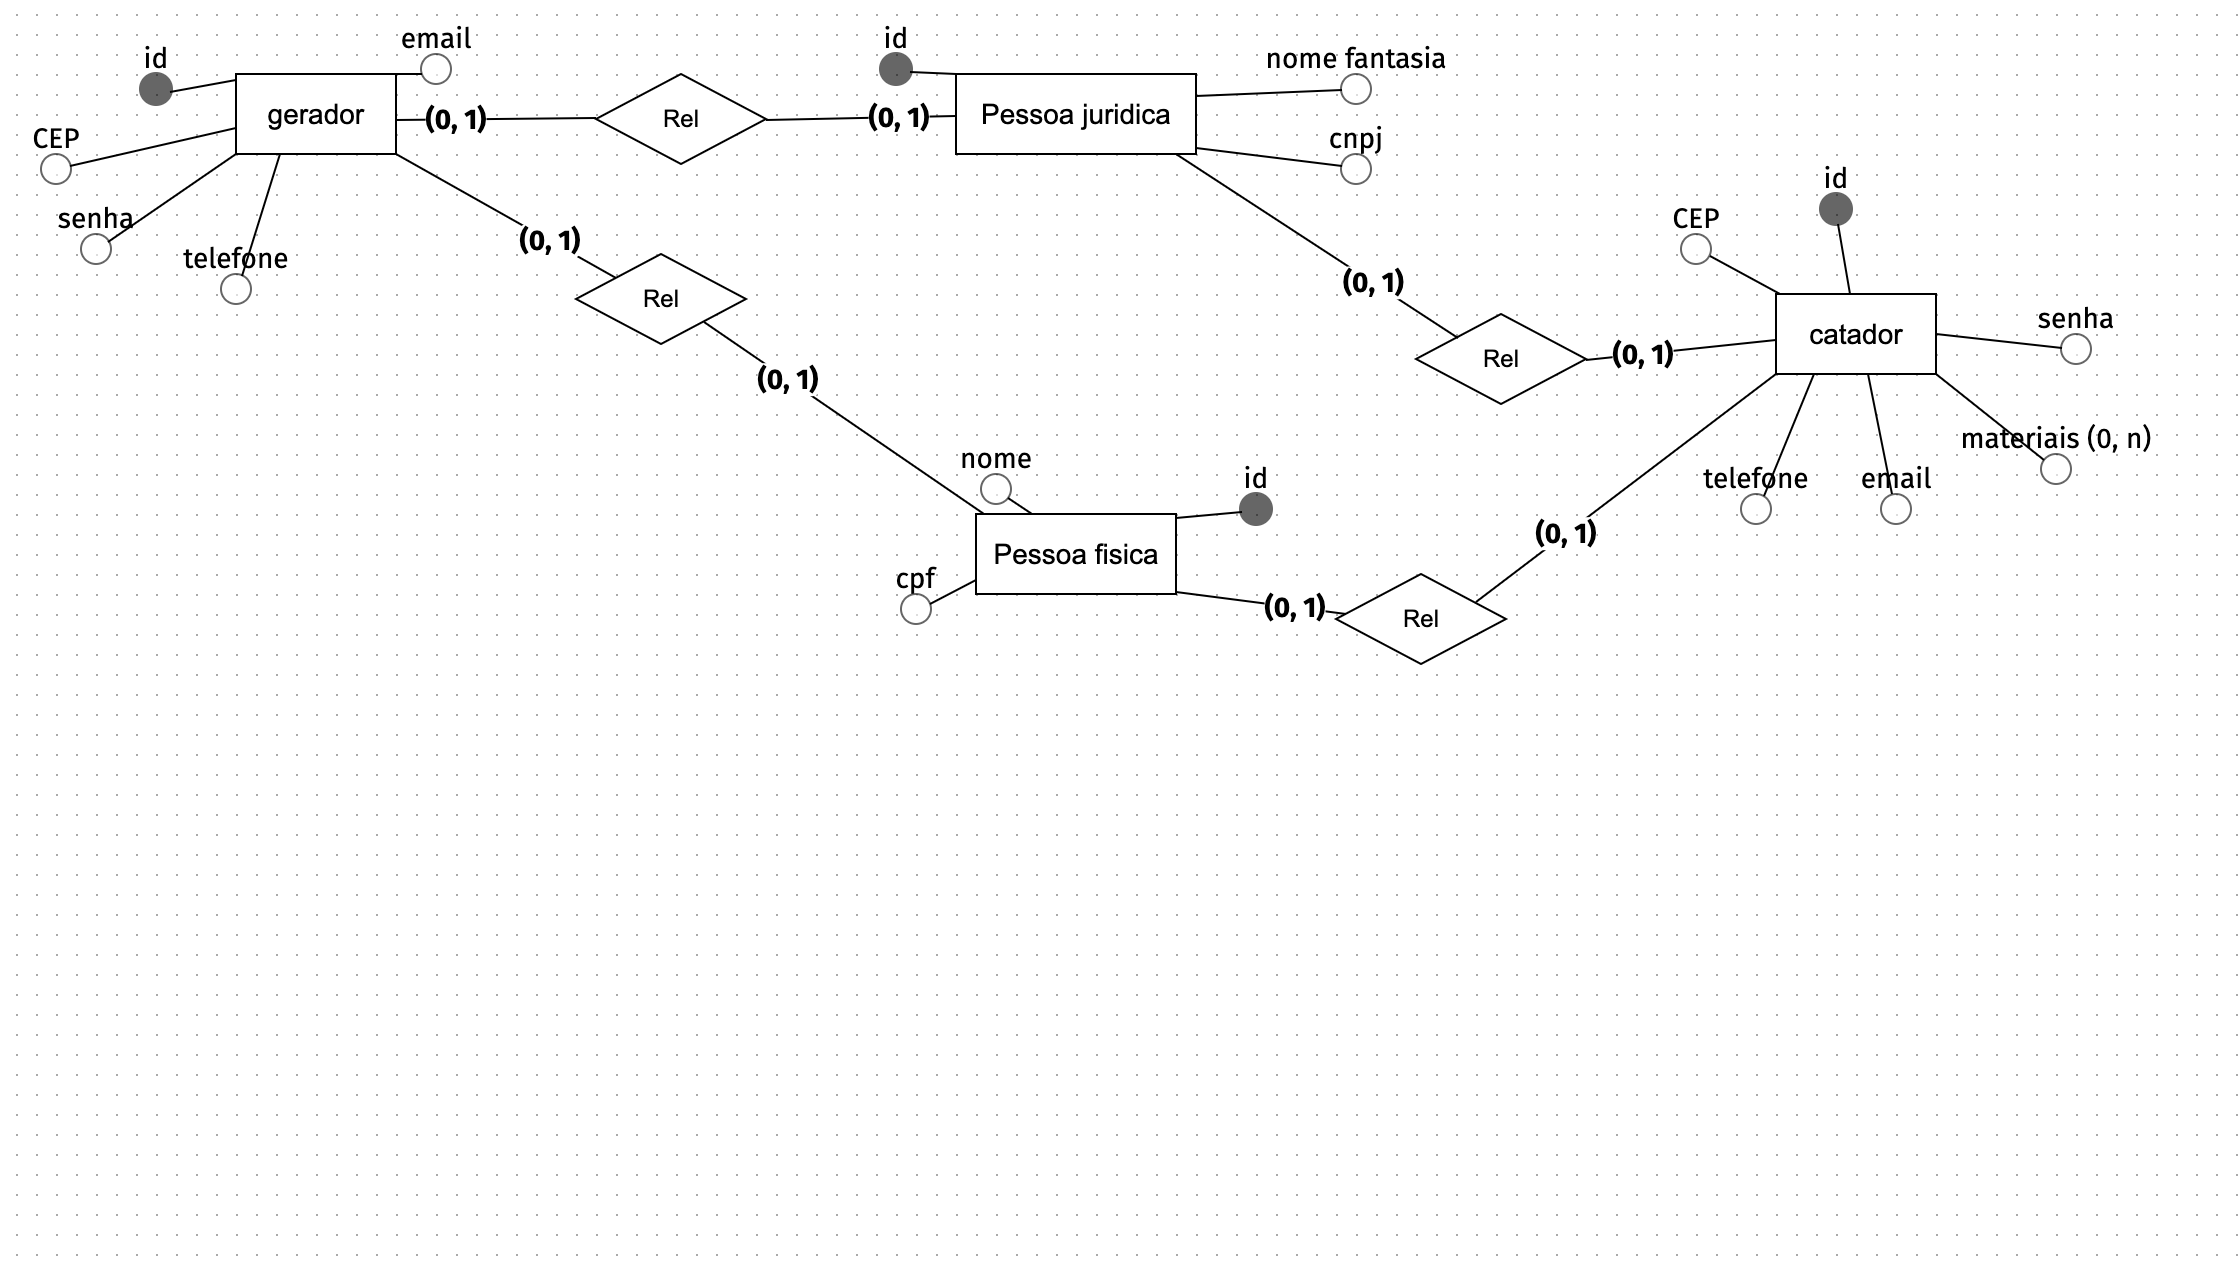 email
id
id
nome fantasia
gerador
(0, 1)
Rel
(0, 1)
Pessoa juridica
CEP
cnpj
id
senha
CEP
telefone
(0, 1)
Rel
(0, 1)
senha
catador
(0, 1)
Rel
(0, 1)
materiais (0, n)
nome
id
telefone
email
(0, 1)
Pessoa fisica
cpf
(0, 1)
Rel